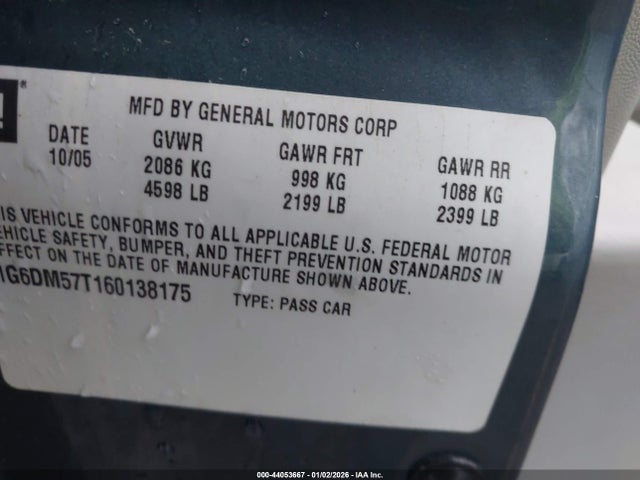 ®
MFD BY GENERAL MOTORS CORP
DATE GVWR GAWR FRT GAWR RR
10/05 2086 KG 998 KG 1088 KG
4598 LB 2199 LB 2399 LB
IS VEHICLE CONFORMS TO ALL APPLICABLE U.S. FEDERAL MOTOR
EHICLE SAFETY, BUMPER, AND THEFT PREVENTION STANDARDS IN
FFECT ON THE DATE OF MANUFACTURE SHOWN ABOVE.
1G6DM57T160138175 TYPE: PASS CAR
000-44053667 - 01/02/2026 - IAA Inc.